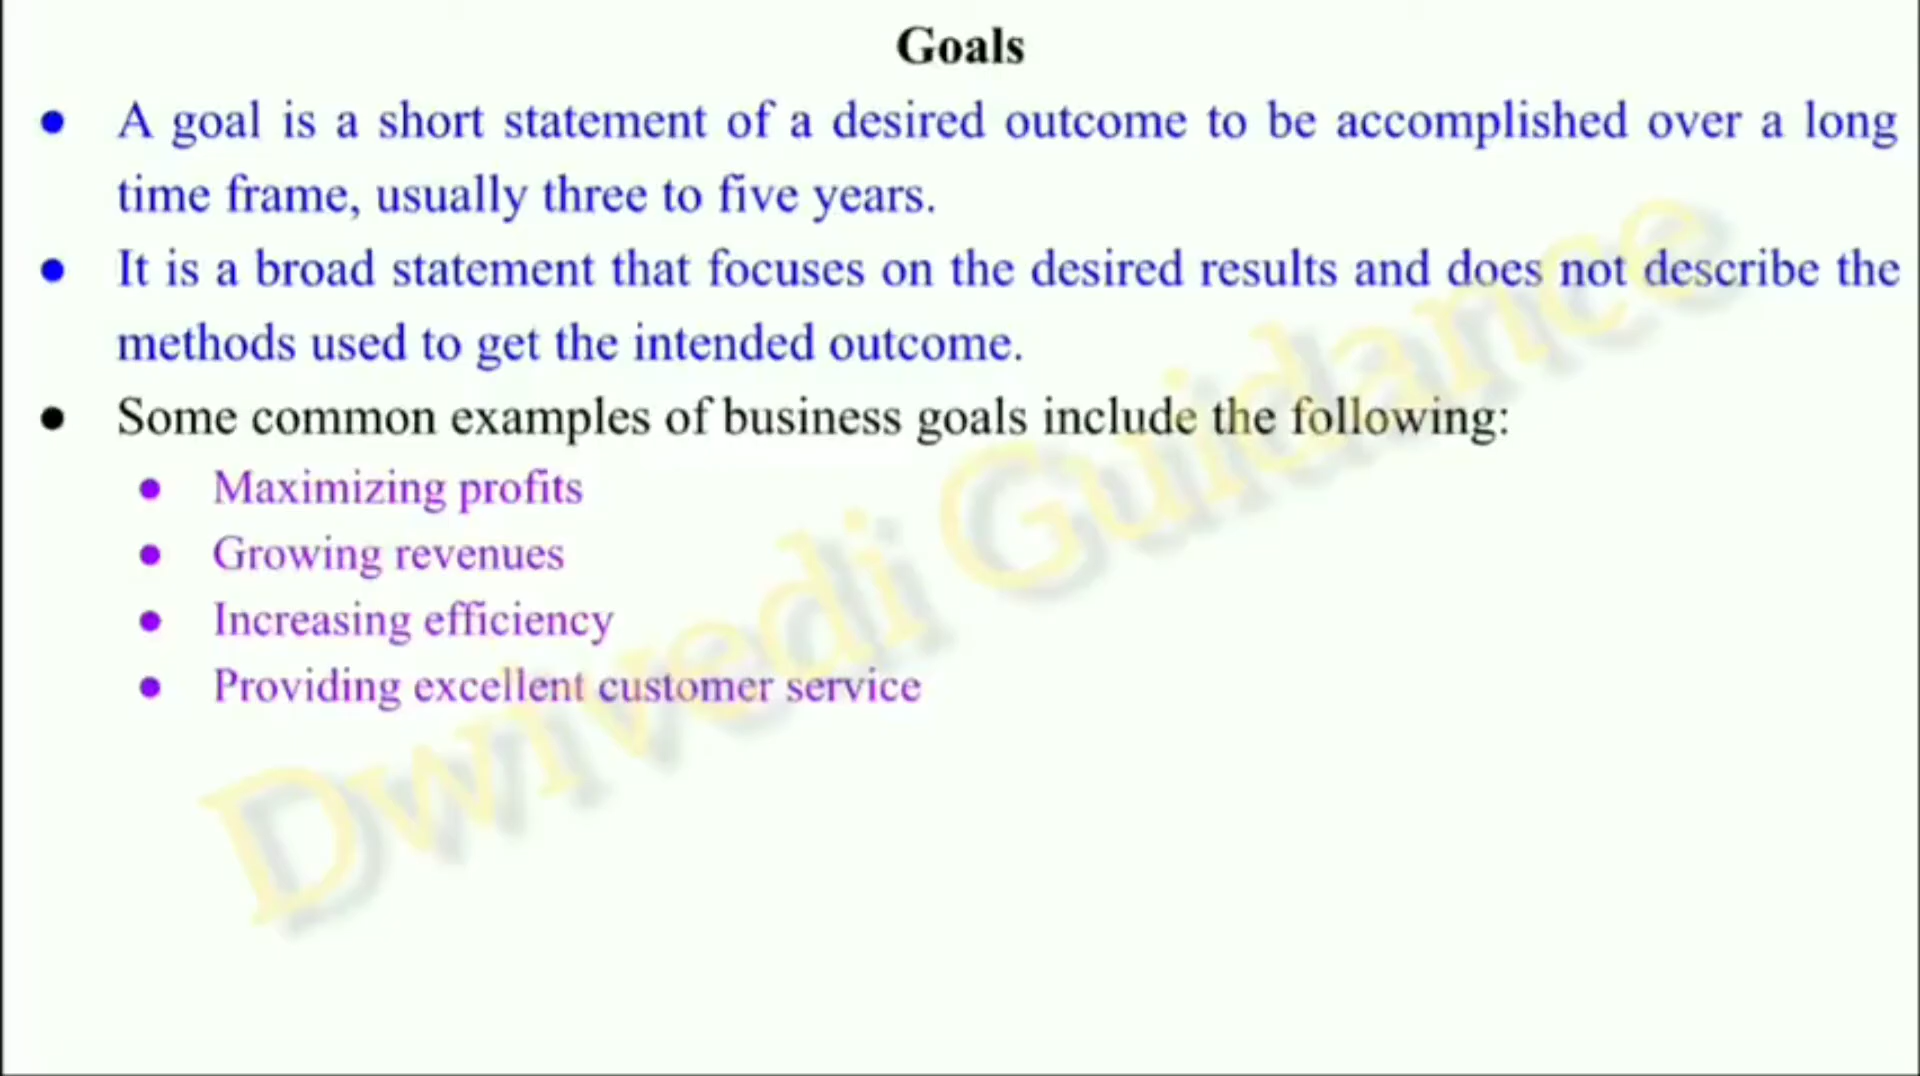 Goals
● A goal is a short statement of a desired outcome to be accomplished over a long
time frame, usually three to five years.
● It is a broad statement that focuses on the desired results and does not describe the
methods used to get the intended outcome.
● Some common examples of business goals include the following:
● Maximizing profits
● Growing revenues
● Increasing efficiency
● Providing excellent customer service
Dwivedi Guidance